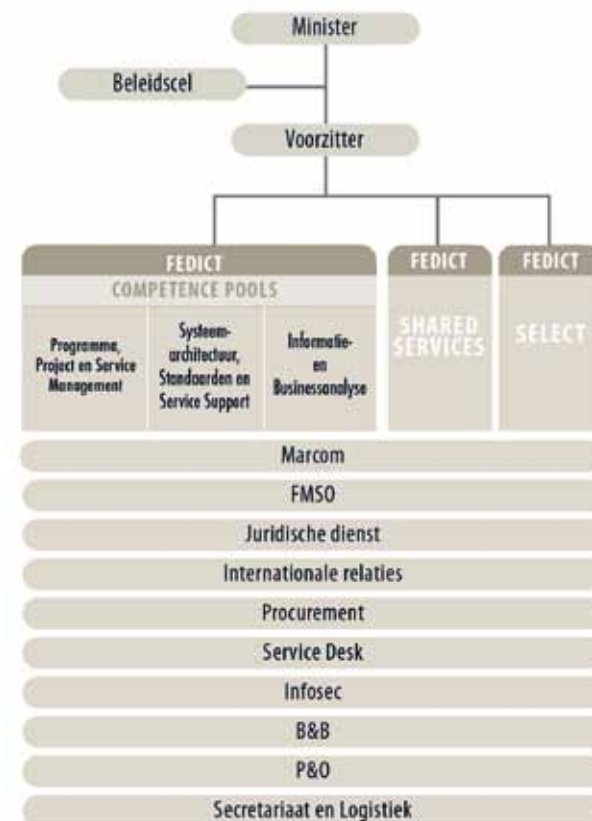 Minister
Beleidscel
Voorzitter
FEDICT
COMPETENCE POOLS
Programme,
Project en Service
Management
Systeem-
architectuur,
Standaarden en
Service Support
Informatie-
en
Businessanalyse
FEDICT
SHARED
SERVICES
FEDICT
SELECT
Marcom
FMSO
Juridische dienst
Internationale relaties
Procurement
Service Desk
Infosec
B&B
P&O
Secretariaat en Logistiek